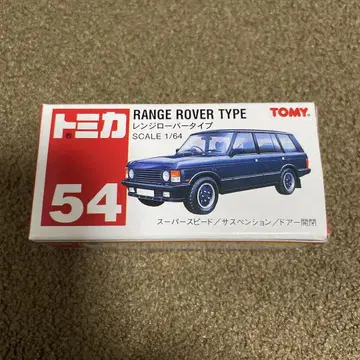 トミカ
54
RANGE ROVER TYPE
レンジローバータイプ
SCALE 1/64
TOMY
スーパースピード/サスペンション/ドアー開閉